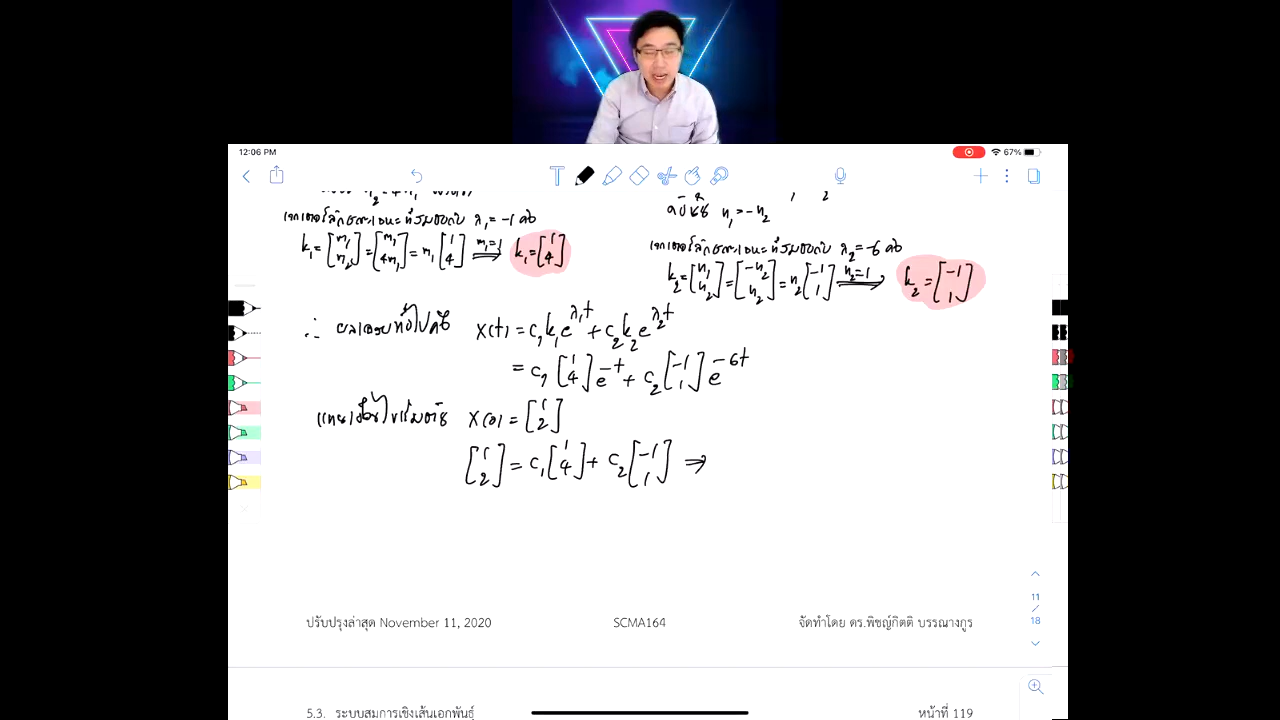 12:06 PM
67%
T
ดังนั้น n₁ = -n₂
เวกเตอร์ลักษณะเฉพาะที่สมนัยกับ λ₁ = -1 คือ
k₁ = [m₁ m₂] = [m₁ 4m₁] = m₁ [1 4] m₁=1 ⟹ k₁ = [1 4]
เวกเตอร์ลักษณะเฉพาะที่สมนัยกับ λ₂ = -6 คือ
k₂ = [n₁ n₂] = [-n₂ n₂] = n₂ [-1 1] n₂=1 ⟹ k₂ = [-1 1]
∴ ผลเฉลยทั่วไปคือ X(t) = c₁k₁e^λ₁t + c₂k₂e^λ₂t
= c₁ [1 4] e^-t + c₂ [-1 1] e^-6t
แทนเงื่อนไขเริ่มต้น X(0) = [1 2]
[1 2] = c₁ [1 4] + c₂ [-1 1] ⟹
11 / 18
ปรับปรุงล่าสุด November 11, 2020 SCMA164 จัดทำโดย ดร.พิชญ์กิตติ บรรณางกูร
5.3. ระบบสมการเชิงเส้นเอกพันธุ์ หน้าที่ 119